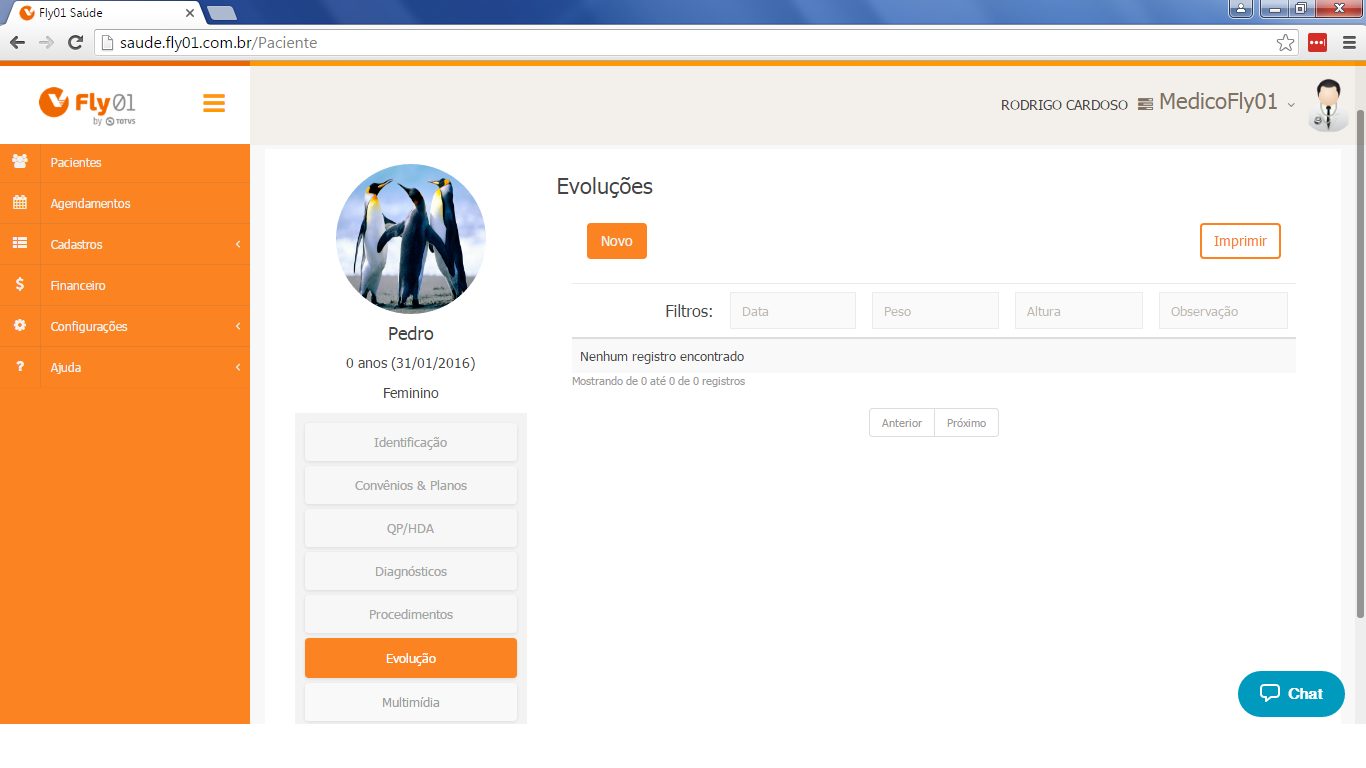 Fly01 Saúde
saude.fly01.com.br/Paciente
Fly01
by TOTVS
RODRIGO CARDOSO MedicoFly01
Pacientes
Agendamentos
Cadastros
Financeiro
Configurações
Ajuda
Pedro
0 anos (31/01/2016)
Feminino
Identificação
Convênios & Planos
QP/HDA
Diagnósticos
Procedimentos
Evolução
Multimídia
Evoluções
Novo Imprimir
Filtros: Data Peso Altura Observação
Nenhum registro encontrado
Mostrando de 0 até 0 de 0 registros
Anterior Próximo
Chat